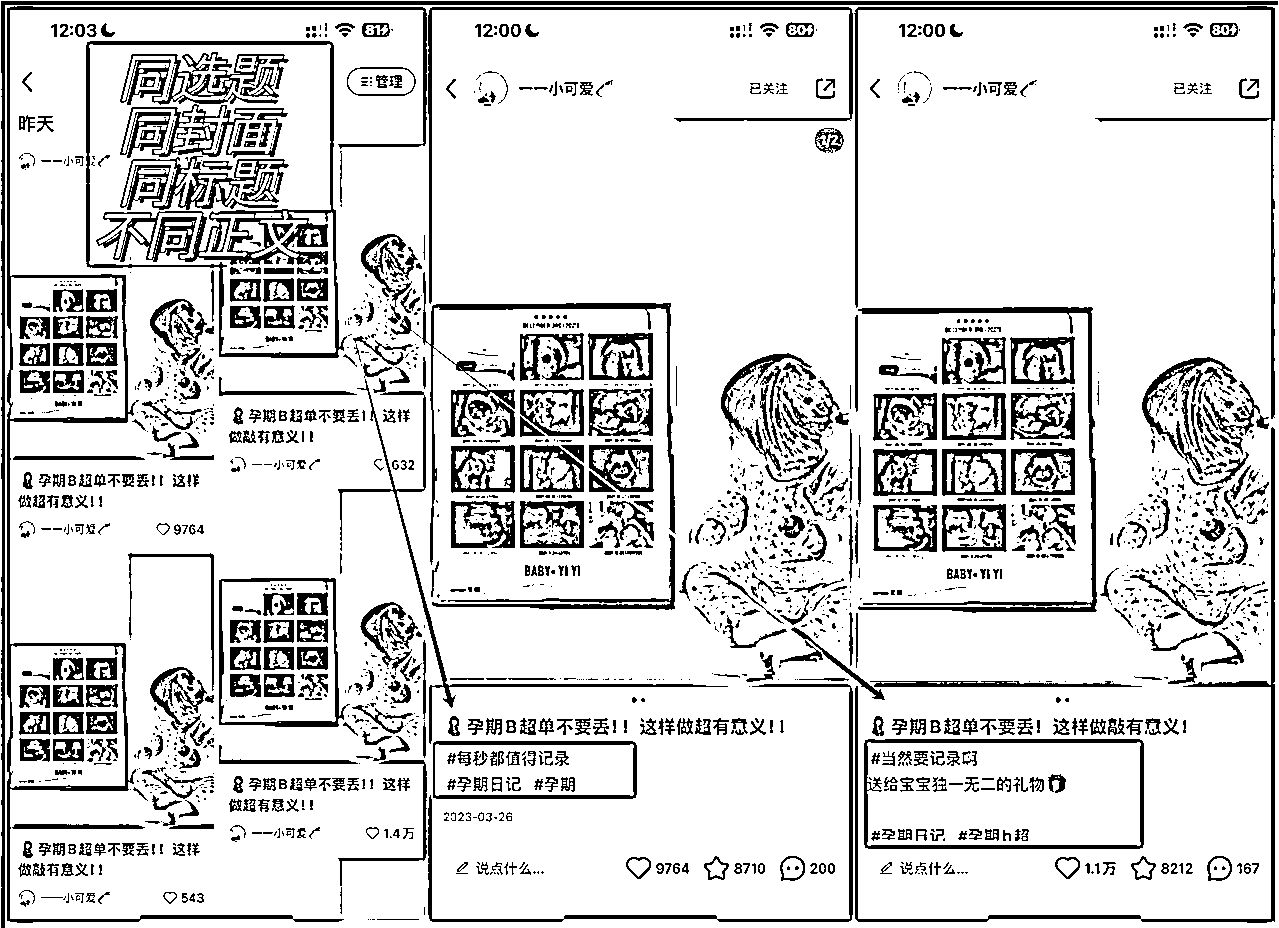 12:03
81
管理
同选题
同封面
同标题
不同正文
昨天
一一小可爱
孕期B超单不要丢!! 这样
做超有意义!!
一一小可爱
9764
孕期B超单不要丢!! 这样
做敲有意义!!
一一小可爱
632
孕期B超单不要丢!! 这样
做敲有意义!!
一一小可爱
543
孕期B超单不要丢!! 这样
做超有意义!!
一一小可爱
1.4万
12:00
80
一一小可爱
已关注
1/2
BABY·YIYI
孕期B超单不要丢!! 这样做超有意义!!
#每秒都值得记录
#孕期日记 #孕期
2023-03-26
说点什么...
9764
8710
200
12:00
80
一一小可爱
已关注
BABY·YIYI
孕期B超单不要丢! 这样做敲有意义!
#当然要记录吗
送给宝宝独一无二的礼物
#孕期日记 #孕期b超
说点什么...
1.1万
8212
167